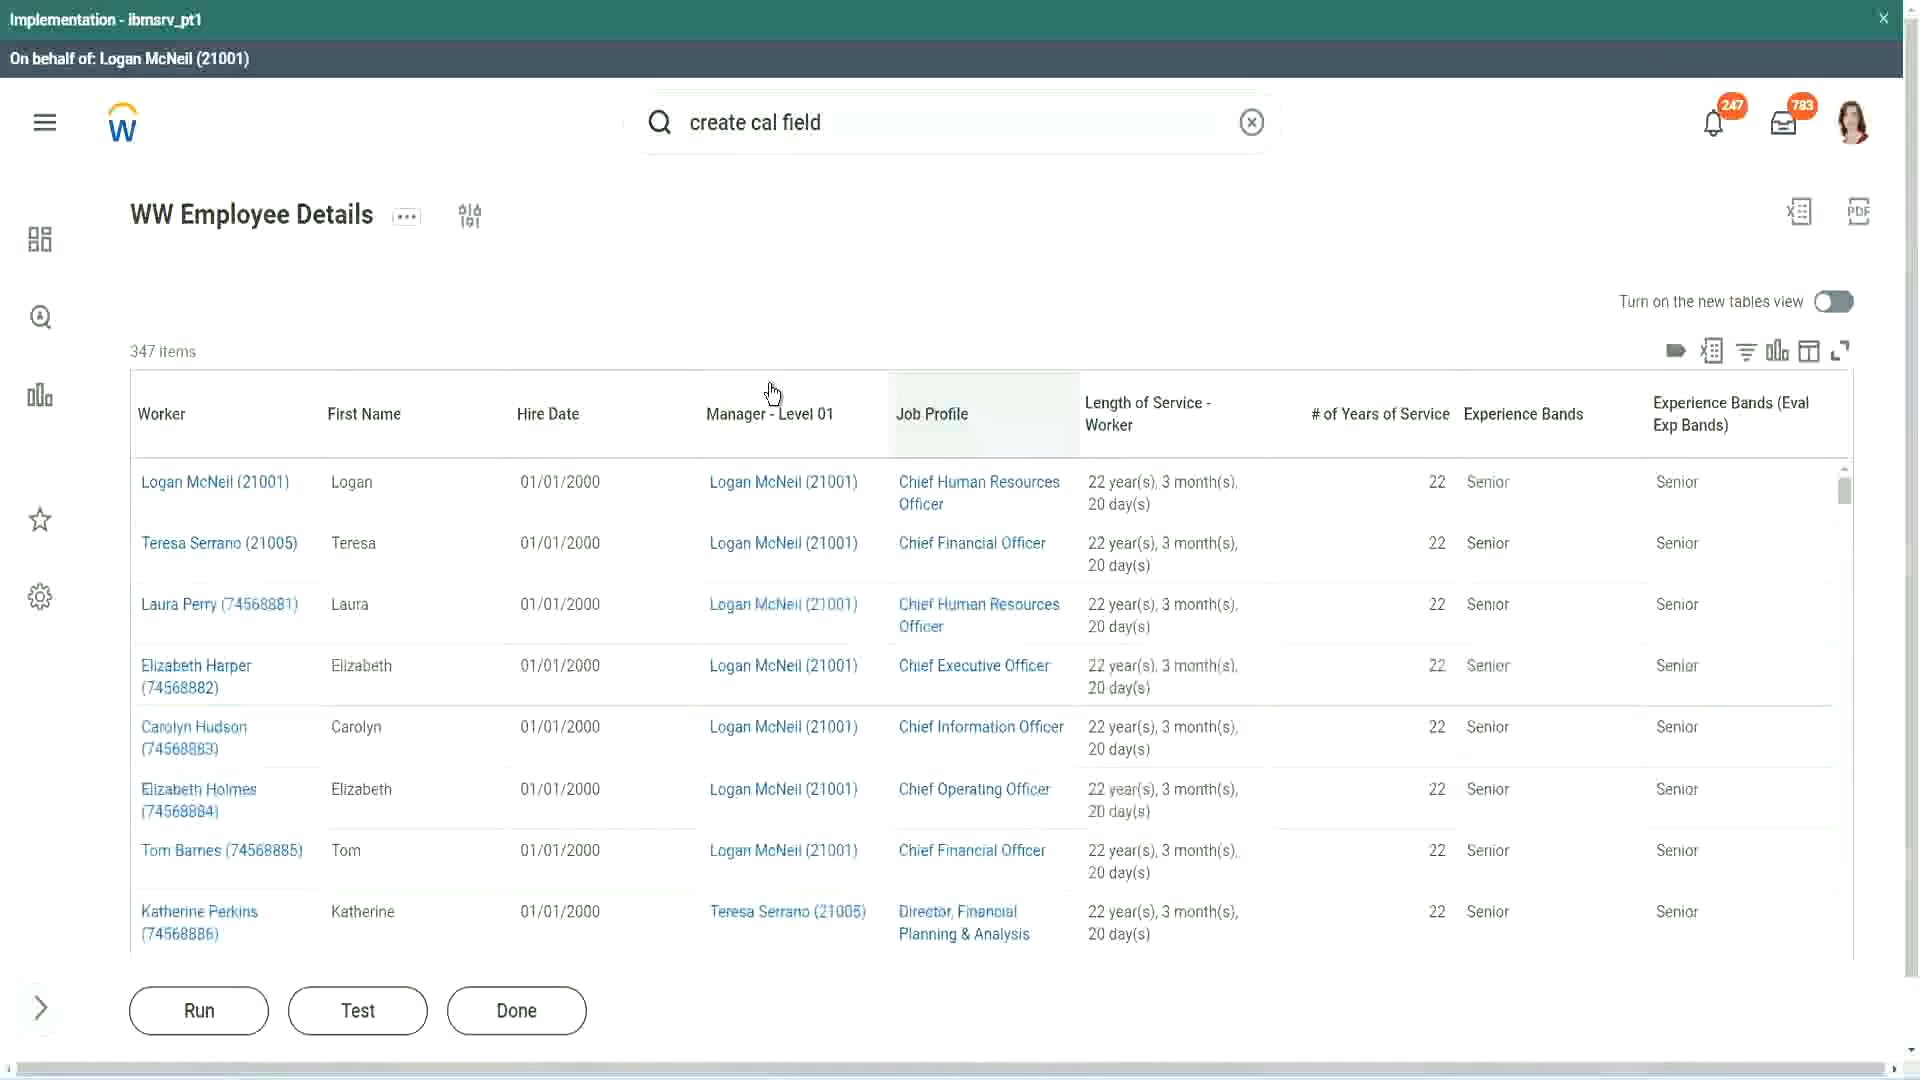 Implementation - ibmsrv_pt1
On behalf of: Logan McNeil (21001)
W
create cal field
247
783
WW Employee Details
X
PDF
Turn on the new tables view
347 items
X
Worker
First Name
Hire Date
Manager - Level 01
Job Profile
Length of Service - Worker
# of Years of Service
Experience Bands
Experience Bands (Eval Exp Bands)
Logan McNeil (21001) Logan 01/01/2000 Logan McNeil (21001) Chief Human Resources Officer 22 year(s), 3 month(s), 20 day(s) 22 Senior Senior
Teresa Serrano (21005) Teresa 01/01/2000 Logan McNeil (21001) Chief Financial Officer 22 year(s), 3 month(s), 20 day(s) 22 Senior Senior
Laura Perry (74568881) Laura 01/01/2000 Logan McNeil (21001) Chief Human Resources Officer 22 year(s), 3 month(s), 20 day(s) 22 Senior Senior
Elizabeth Harper (74568882) Elizabeth 01/01/2000 Logan McNeil (21001) Chief Executive Officer 22 year(s), 3 month(s), 20 day(s) 22 Senior Senior
Carolyn Hudson (74568883) Carolyn 01/01/2000 Logan McNeil (21001) Chief Information Officer 22 year(s), 3 month(s), 20 day(s) 22 Senior Senior
Elizabeth Holmes (74568884) Elizabeth 01/01/2000 Logan McNeil (21001) Chief Operating Officer 22 year(s), 3 month(s), 20 day(s) 22 Senior Senior
Tom Barnes (74568885) Tom 01/01/2000 Logan McNeil (21001) Chief Financial Officer 22 year(s), 3 month(s), 20 day(s) 22 Senior Senior
Katherine Perkins (74568886) Katherine 01/01/2000 Teresa Serrano (21005) Director, Financial Planning & Analysis 22 year(s), 3 month(s), 20 day(s) 22 Senior Senior
Run
Test
Done